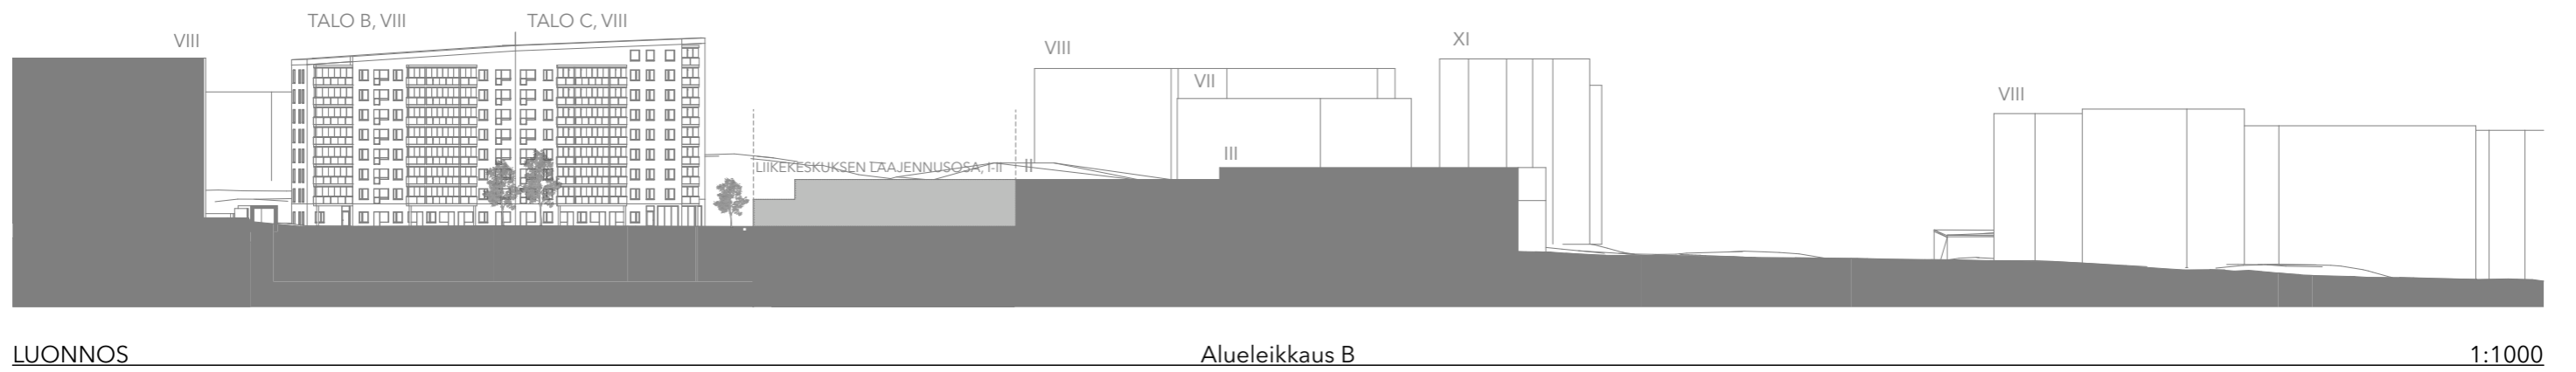 TALO B, VIII
TALO C, VIII
VIII
VIII
VII
XI
VIII
LIIKEKESKUKSEN LAAJENNUSOSA, I-II
II
III
LUONNOS
Alueleikkaus B
1:1000